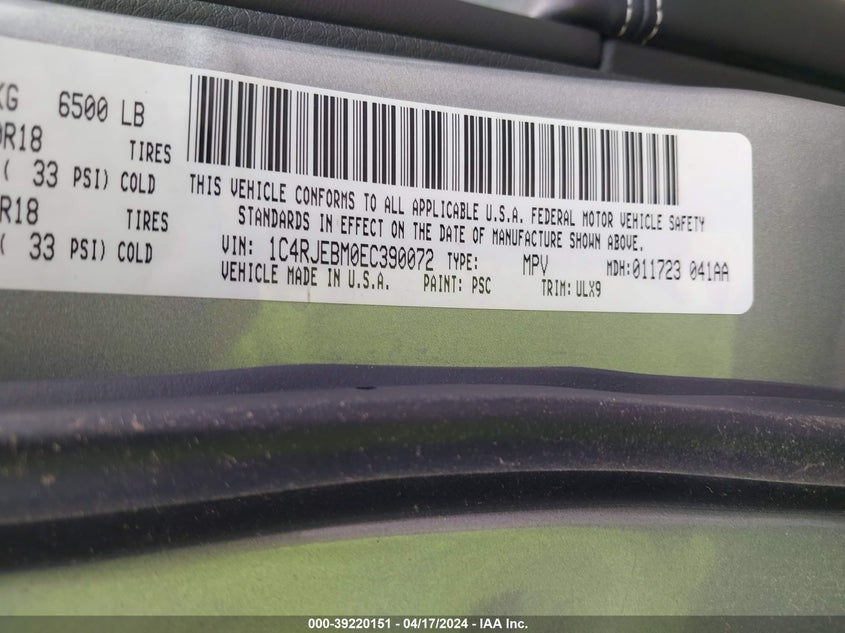 KG 6500 LB
0R18
TIRES
( 33 PSI) COLD
R18
TIRES
( 33 PSI) COLD
THIS VEHICLE CONFORMS TO ALL APPLICABLE U.S.A. FEDERAL MOTOR VEHICLE SAFETY
STANDARDS IN EFFECT ON THE DATE OF MANUFACTURE SHOWN ABOVE.
VIN: 1C4RJEBM0EC390072 TYPE: MPV MDH:011723 041AA
VEHICLE MADE IN U.S.A. PAINT: PSC TRIM: ULX9
000-39220151 - 04/17/2024 - IAA Inc.